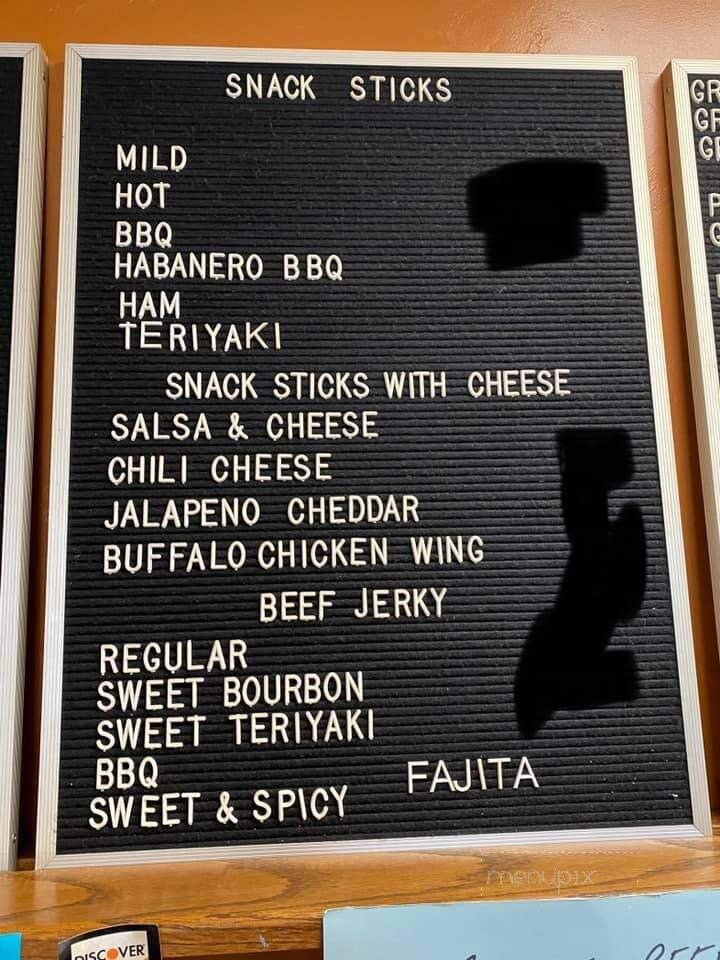 SNACK STICKS
MILD
HOT
BBQ
HABANERO BBQ
HAM
TERIYAKI
SNACK STICKS WITH CHEESE
SALSA & CHEESE
CHILI CHEESE
JALAPENO CHEDDAR
BUFFALO CHICKEN WING
BEEF JERKY
REGULAR
SWEET BOURBON
SWEET TERIYAKI
BBQ FAJITA
SWEET & SPICY
menupix
DISCOVER